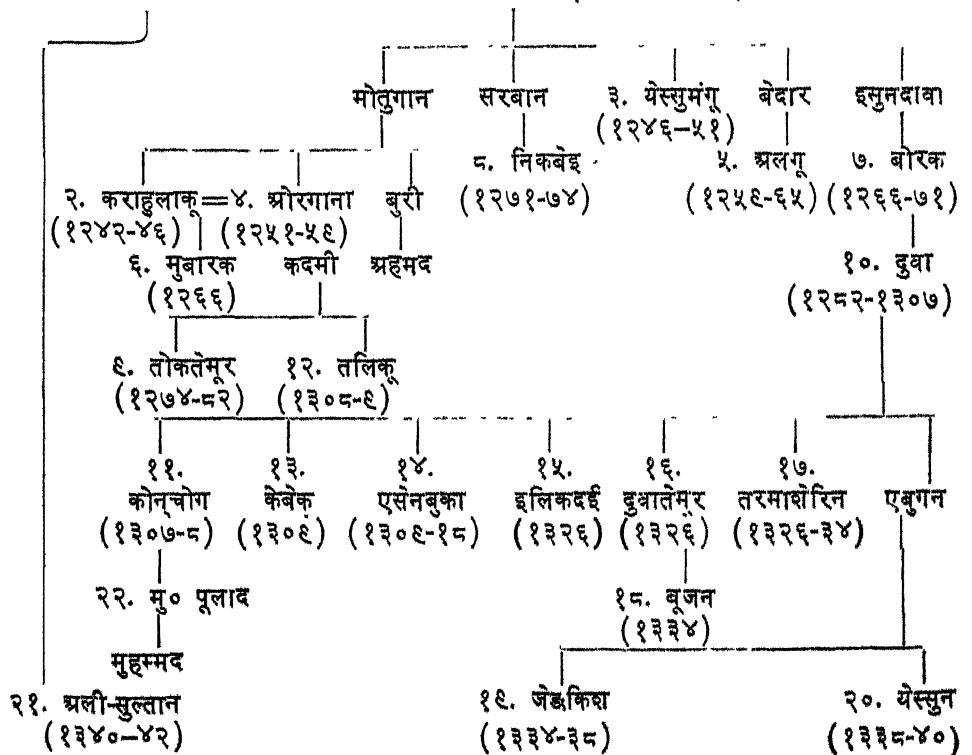 मोतुगान सरबान ३. येस्सुमंगू बेदार इसुनदावा
(१२४६–५१)
८. निकबेइ ५. अलगू ७. बोरक
२. कराहुलाकू=४. ओरगाना बुरी (१२७१-७४) (१२५९-६५) (१२६६-७१)
(१२४२-४६) (१२५१-५९)
६. मुबारक कदमी अहमद १०. दुवा
(१२६६) (१२८२-१३०७)
९. तोकतेमूर १२. तलिकू
(१२७४-८२) (१३०८-९)
११. १३. १४. १५. १६. १७.
कोन्चोग केबेक एसेनबुका इलिकदई दुवातेमूर तरमाशेरिन एबुगन
(१३०७-८) (१३०९) (१३०९-१८) (१३२६) (१३२६) (१३२६-३४)
२२. मु० पूलाद १८. बूजन
(१३३४)
मुहम्मद
२१. अली-सुल्तान १९. जेङकिश २०. येस्सुन
(१३४०–४२) (१३३४-३८) (१३३८-४०)